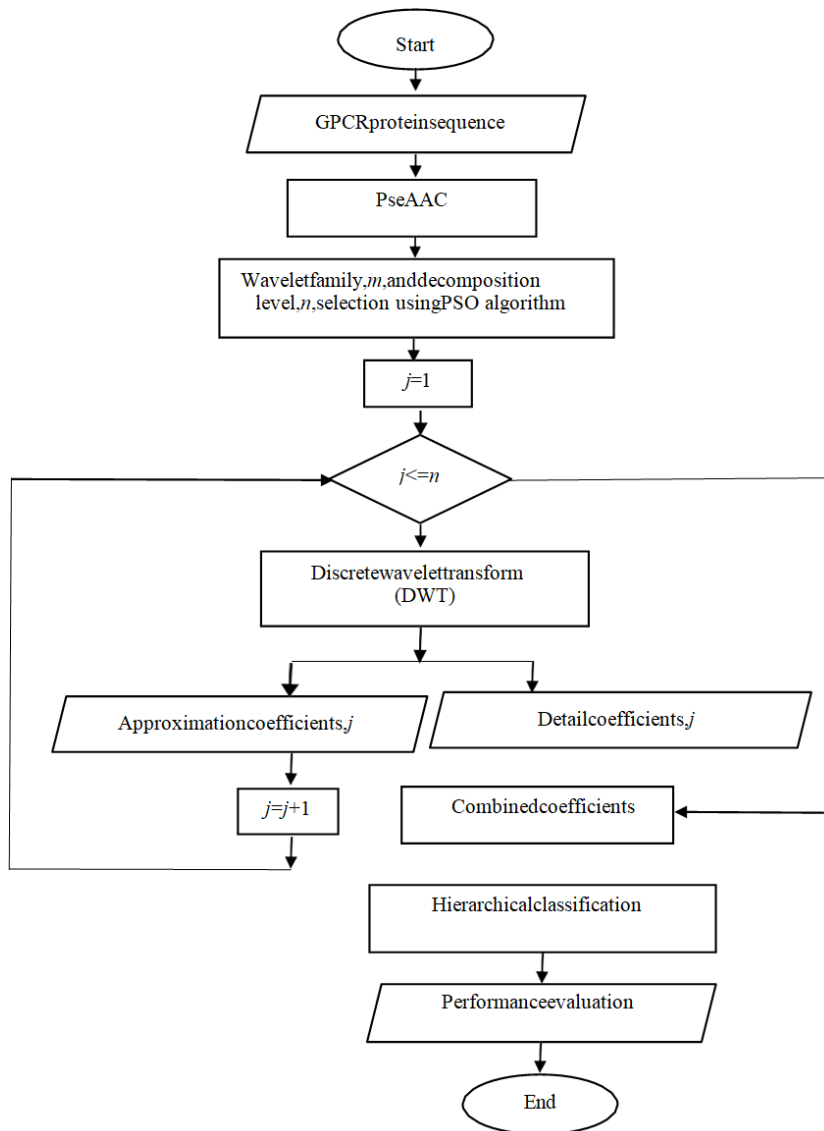 Start
GPCRproteinsequence
PseAAC
Waveletfamily,m,anddecomposition
level,n,selection usingPSO algorithm
j=1
j<=n
Discretewavelettransform
(DWT)
Approximationcoefficients,j
Detailcoefficients,j
j=j+1
Combinedcoefficients
Hierarchicalclassification
Performanceevaluation
End